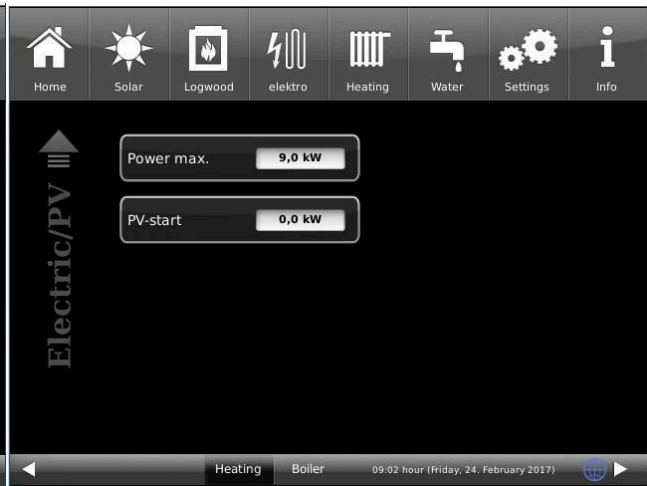 Home Solar Logwood elektro Heating Water Settings Info
Electric/PV
Power max. 9,0 kW
PV-start 0,0 kW
Heating Boiler 09:02 hour (Friday, 24. February 2017)